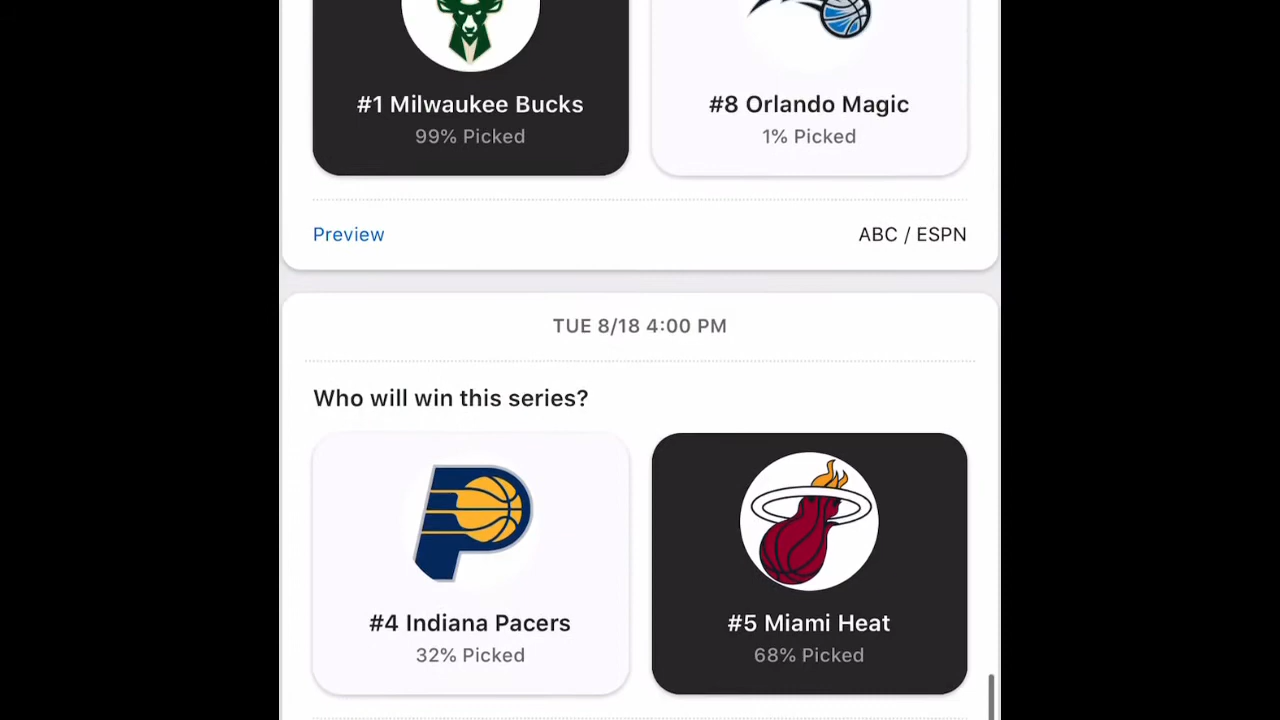 #1 Milwaukee Bucks
99% Picked
#8 Orlando Magic
1% Picked
Preview
ABC / ESPN
TUE 8/18 4:00 PM
Who will win this series?
#4 Indiana Pacers
32% Picked
#5 Miami Heat
68% Picked